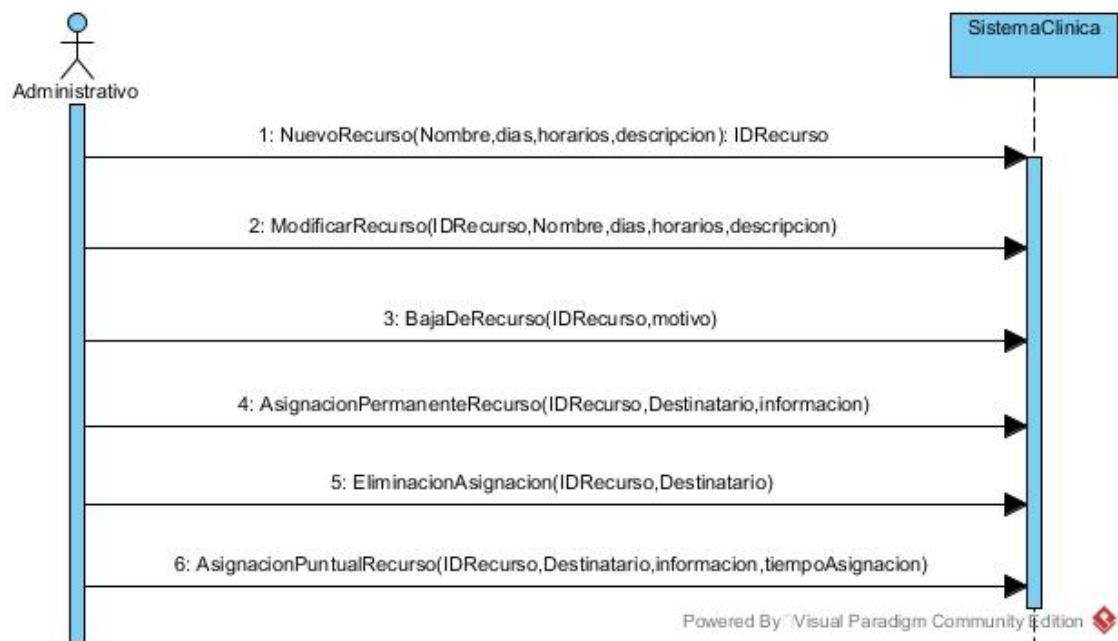 SistemaClinica
Administrativo
1: NuevoRecurso(Nombre,dias,horarios,descripcion): IDRecurso
2: ModificarRecurso(IDRecurso,Nombre,dias,horarios,descripcion)
3: BajaDeRecurso(IDRecurso,motivo)
4: AsignacionPermanenteRecurso(IDRecurso,Destinatario,informacion)
5: EliminacionAsignacion(IDRecurso,Destinatario)
6: AsignacionPuntualRecurso(IDRecurso,Destinatario,informacion,tiempoAsignacion)
Powered By Visual Paradigm Community Edition